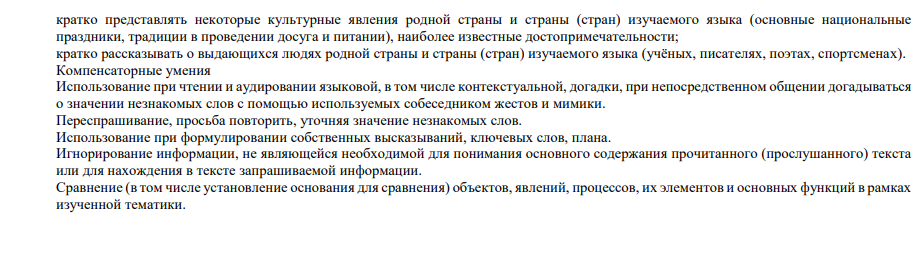 кратко представлять некоторые культурные явления родной страны и страны (стран) изучаемого языка (основные национальные
праздники, традиции в проведении досуга и питании), наиболее известные достопримечательности;
кратко рассказывать о выдающихся людях родной страны и страны (стран) изучаемого языка (учёных, писателях, поэтах, спортсменах).
Компенсаторные умения
Использование при чтении и аудировании языковой, в том числе контекстуальной, догадки, при непосредственном общении догадываться
о значении незнакомых слов с помощью используемых собеседником жестов и мимики.
Переспрашивание, просьба повторить, уточняя значение незнакомых слов.
Использование при формулировании собственных высказываний, ключевых слов, плана.
Игнорирование информации, не являющейся необходимой для понимания основного содержания прочитанного (прослушанного) текста
или для нахождения в тексте запрашиваемой информации.
Сравнение (в том числе установление основания для сравнения) объектов, явлений, процессов, их элементов и основных функций в рамках
изученной тематики.